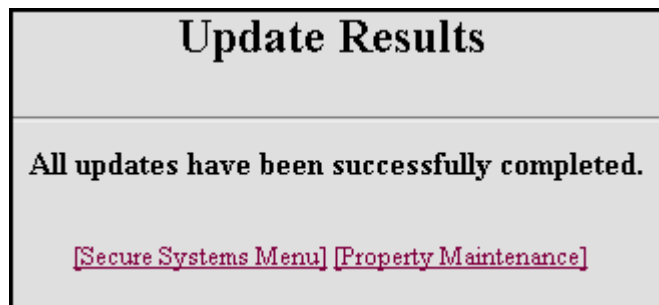 Update Results
All updates have been successfully completed.
[Secure Systems Menu] [Property Maintenance]